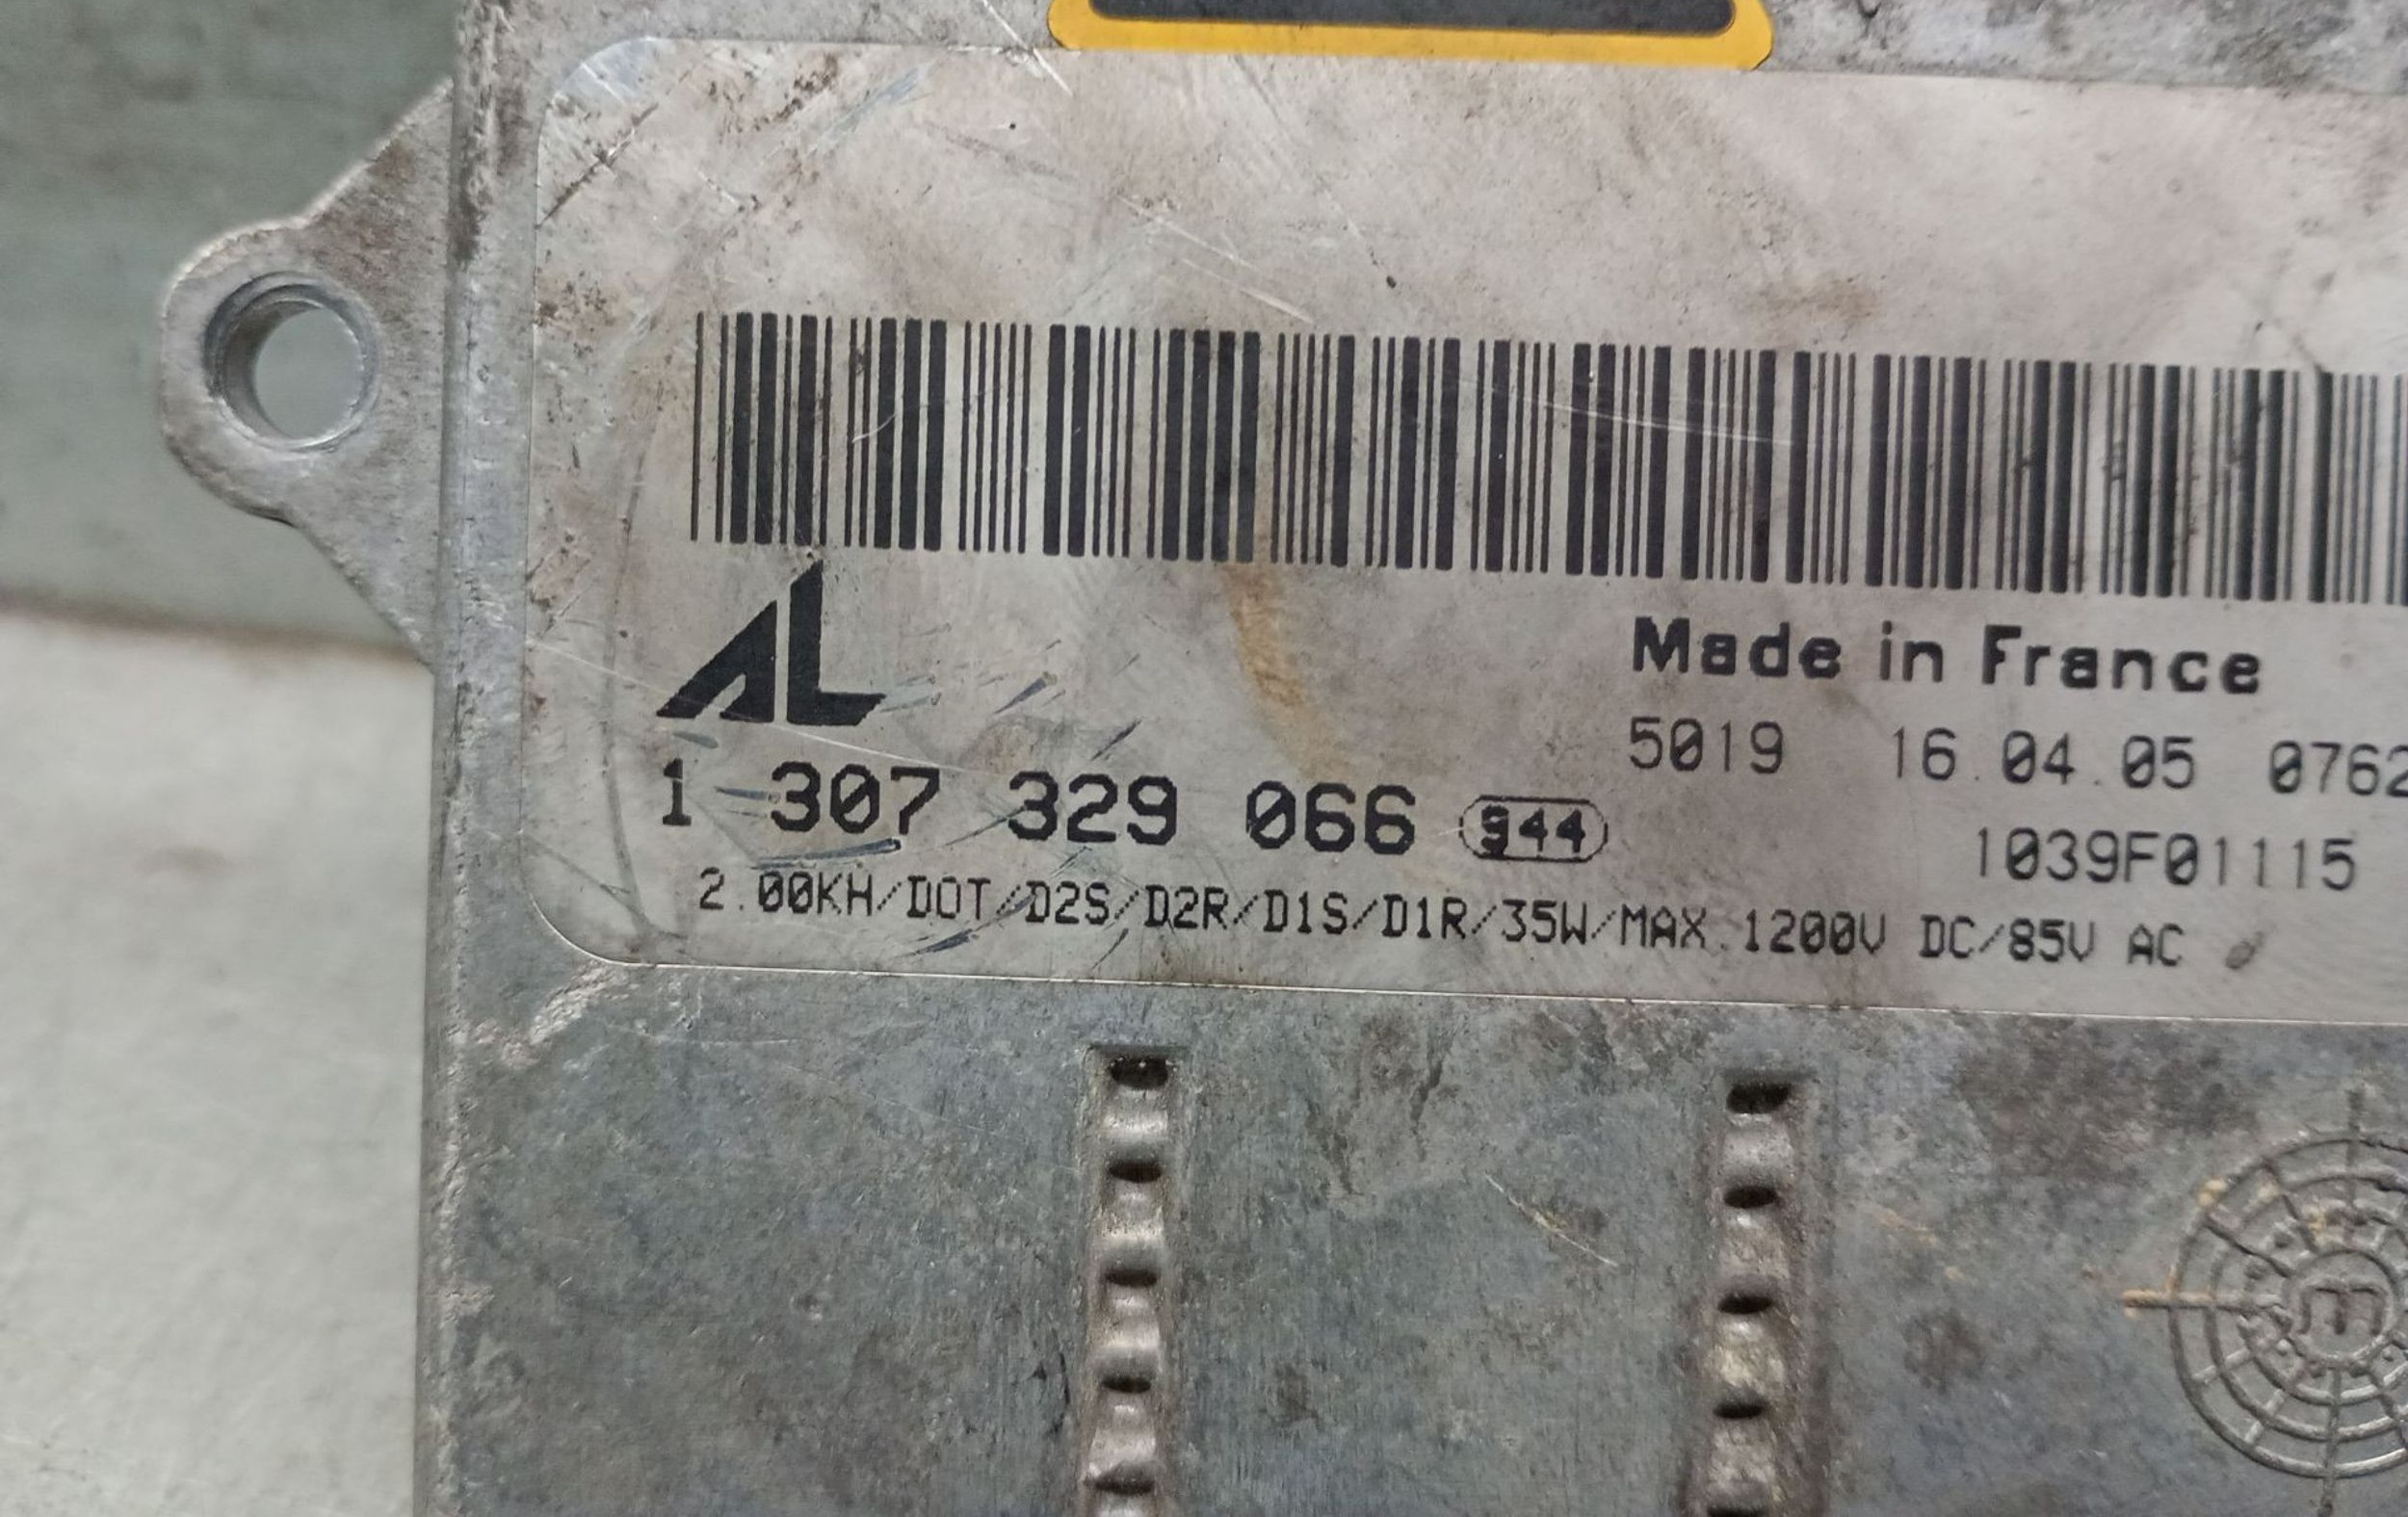 AL
Made in France
5019 16.04.05 0762
1 307 329 066 944
1039F01115
2.00KH/DOT/D2S/D2R/D1S/D1R/35W/MAX.1200V DC/85V AC
m